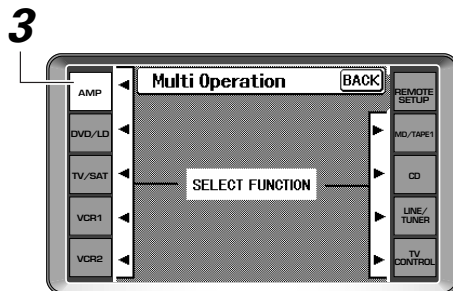 3
Multi Operation
BACK
AMP
DVD/LD
TV/SAT
VCR1
VCR2
SELECT FUNCTION
REMOTE
SETUP
MD/TAPE1
CD
LINE/
TUNER
TV
CONTROL